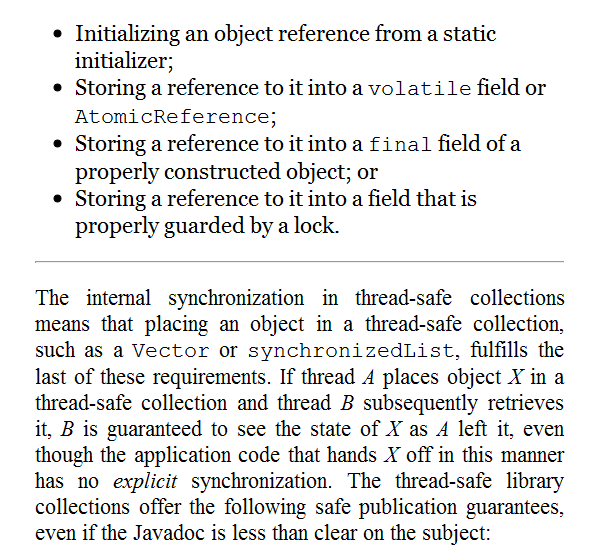 • Initializing an object reference from a static
initializer;
• Storing a reference to it into a volatile field or
AtomicReference;
• Storing a reference to it into a final field of a
properly constructed object; or
• Storing a reference to it into a field that is
properly guarded by a lock.
The internal synchronization in thread-safe collections
means that placing an object in a thread-safe collection,
such as a Vector or synchronizedList, fulfills the
last of these requirements. If thread A places object X in a
thread-safe collection and thread B subsequently retrieves
it, B is guaranteed to see the state of X as A left it, even
though the application code that hands X off in this manner
has no explicit synchronization. The thread-safe library
collections offer the following safe publication guarantees,
even if the Javadoc is less than clear on the subject: